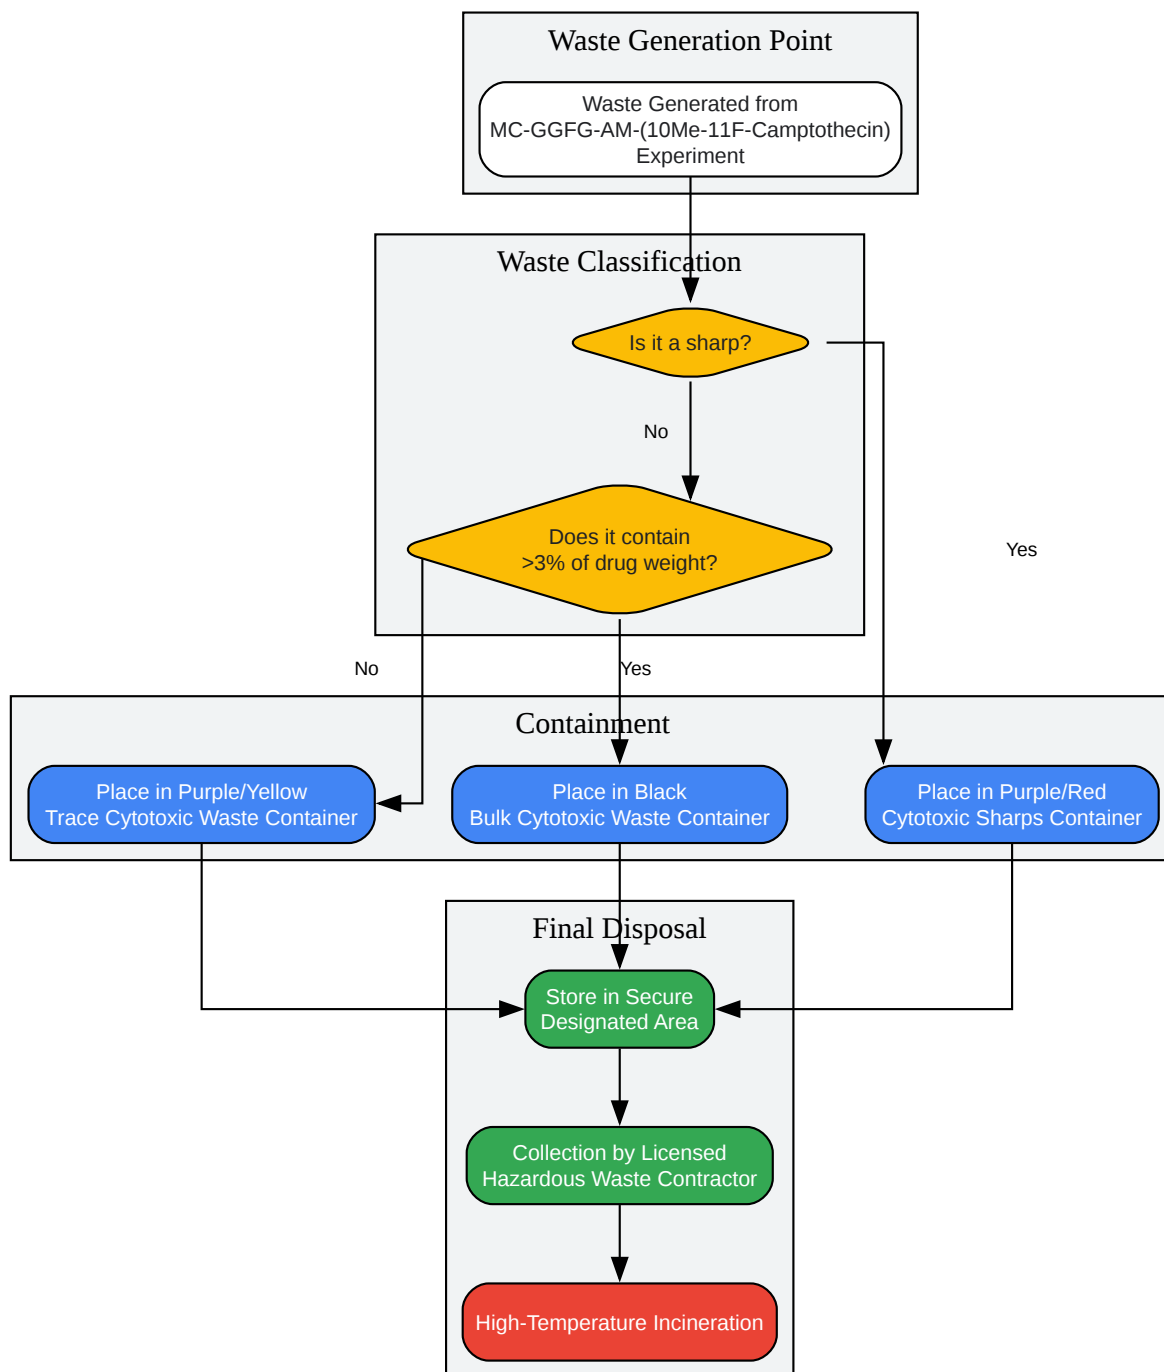 Waste Generation Point
Waste Generated from
MC-GGFG-AM-(10Me-11F-Camptothecin)
Experiment
Waste Classification
Is it a sharp?
No
Does it contain
>3% of drug weight?
Yes
No
Yes
Containment
Place in Purple/Yellow
Trace Cytotoxic Waste Container
Place in Black
Bulk Cytotoxic Waste Container
Place in Purple/Red
Cytotoxic Sharps Container
Final Disposal
Store in Secure
Designated Area
Collection by Licensed
Hazardous Waste Contractor
High-Temperature Incineration